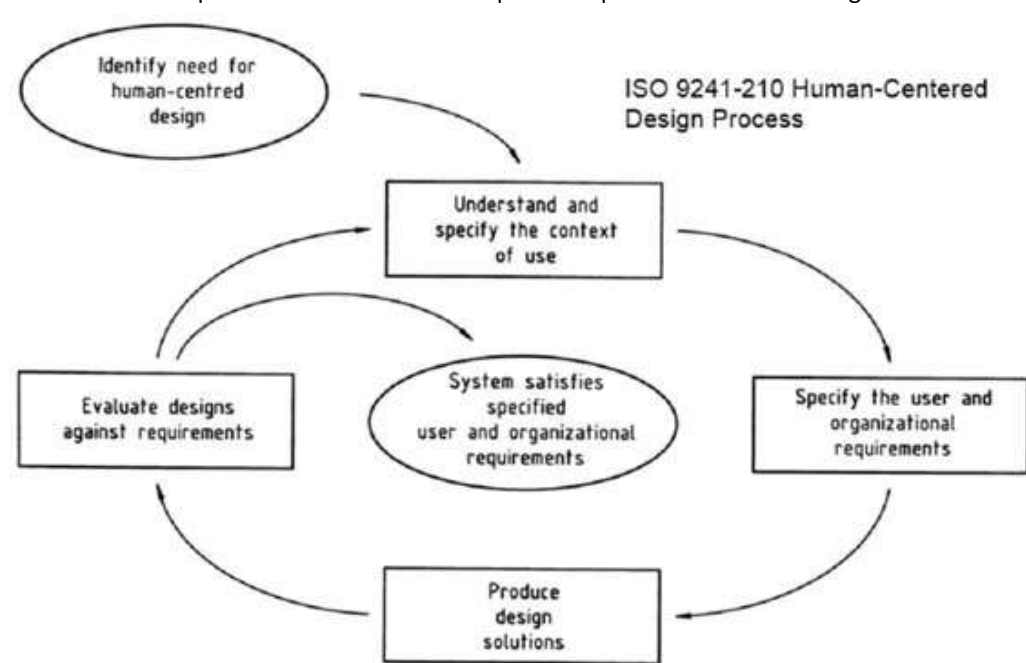 Identify need for
human-centred
design
ISO 9241-210 Human-Centered
Design Process
Understand and
specify the context
of use
Evaluate designs
against requirements
System satisfies
specified
user and organizational
requirements
Specify the user and
organizational
requirements
Produce
design
solutions